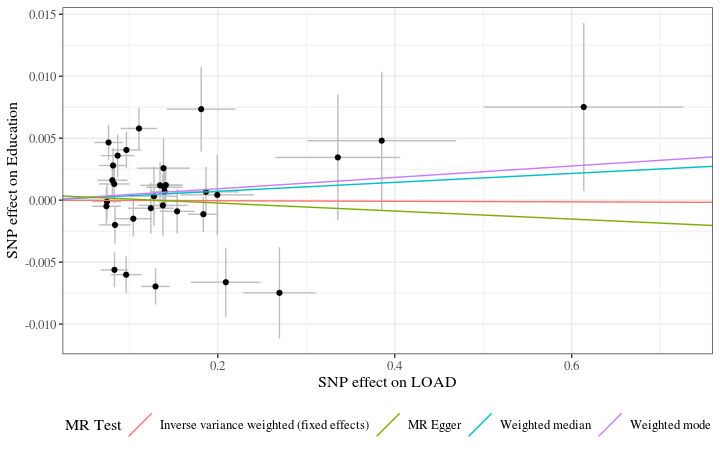 0.015
0.010
0.005
0.000
-0.005
-0.010
SNP effect on Education
0.2
0.4
0.6
SNP effect on LOAD
MR Test
Inverse variance weighted (fixed effects)
MR Egger
Weighted median
Weighted mode